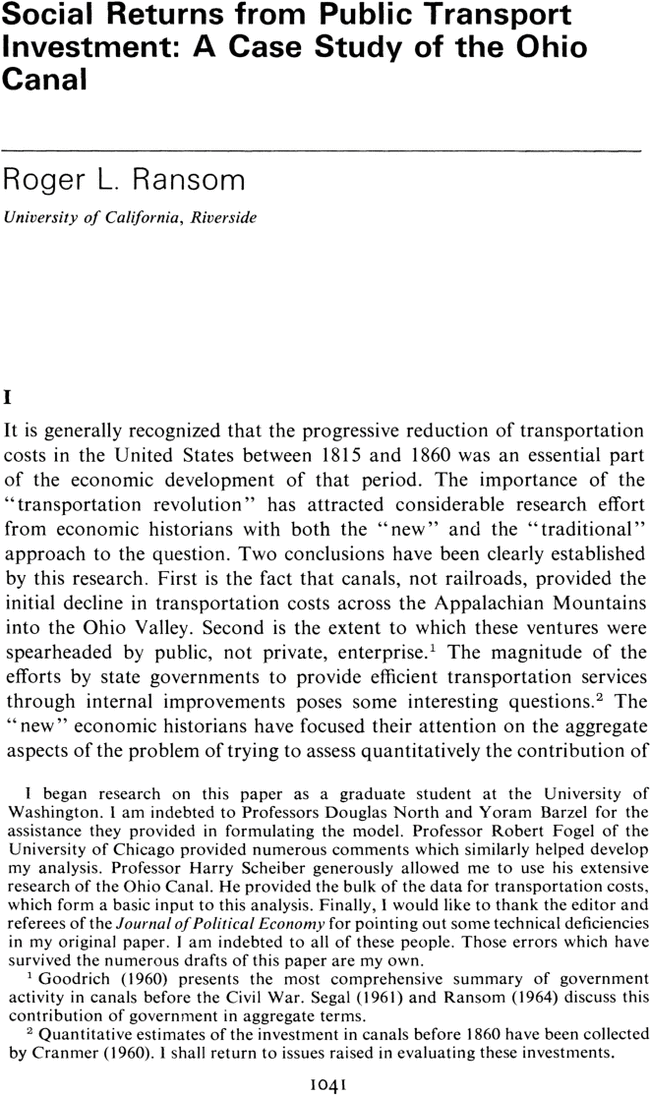 Social Returns from Public Transport
Investment: A Case Study of the Ohio
Canal
Roger L. Ransom
University of California, Riverside
I
It is generally recognized that the progressive reduction of transportation
costs in the United States between 1815 and 1860 was an essential part
of the economic development of that period. The importance of the
“transportation revolution” has attracted considerable research effort
from economic historians with both the “new” and the “traditional”
approach to the question. Two conclusions have been clearly established
by this research. First is the fact that canals, not railroads, provided the
initial decline in transportation costs across the Appalachian Mountains
into the Ohio Valley. Second is the extent to which these ventures were
spearheaded by public, not private, enterprise.¹ The magnitude of the
efforts by state governments to provide efficient transportation services
through internal improvements poses some interesting questions.² The
“new” economic historians have focused their attention on the aggregate
aspects of the problem of trying to assess quantitatively the contribution of
I began research on this paper as a graduate student at the University of
Washington. I am indebted to Professors Douglas North and Yoram Barzel for the
assistance they provided in formulating the model. Professor Robert Fogel of the
University of Chicago provided numerous comments which similarly helped develop
my analysis. Professor Harry Scheiber generously allowed me to use his extensive
research of the Ohio Canal. He provided the bulk of the data for transportation costs,
which form a basic input to this analysis. Finally, I would like to thank the editor and
referees of the Journal of Political Economy for pointing out some technical deficiencies
in my original paper. I am indebted to all of these people. Those errors which have
survived the numerous drafts of this paper are my own.
¹ Goodrich (1960) presents the most comprehensive summary of government
activity in canals before the Civil War. Segal (1961) and Ransom (1964) discuss this
contribution of government in aggregate terms.
² Quantitative estimates of the investment in canals before 1860 have been collected
by Cranmer (1960). I shall return to issues raised in evaluating these investments.
1041